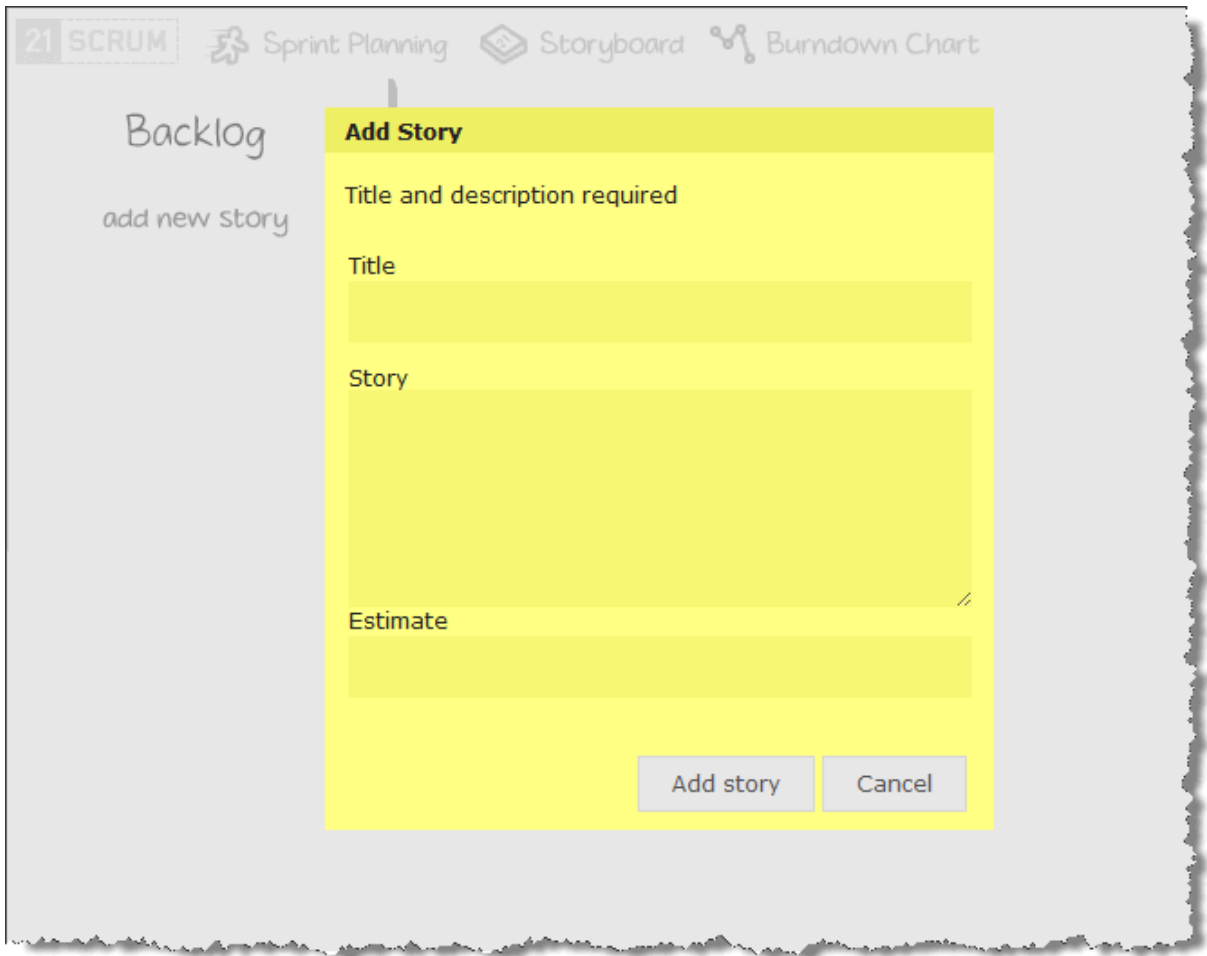 21 SCRUM Sprint Planning Storyboard Burndown Chart
Backlog
add new story
Add Story
Title and description required
Title
Story
Estimate
Add story Cancel